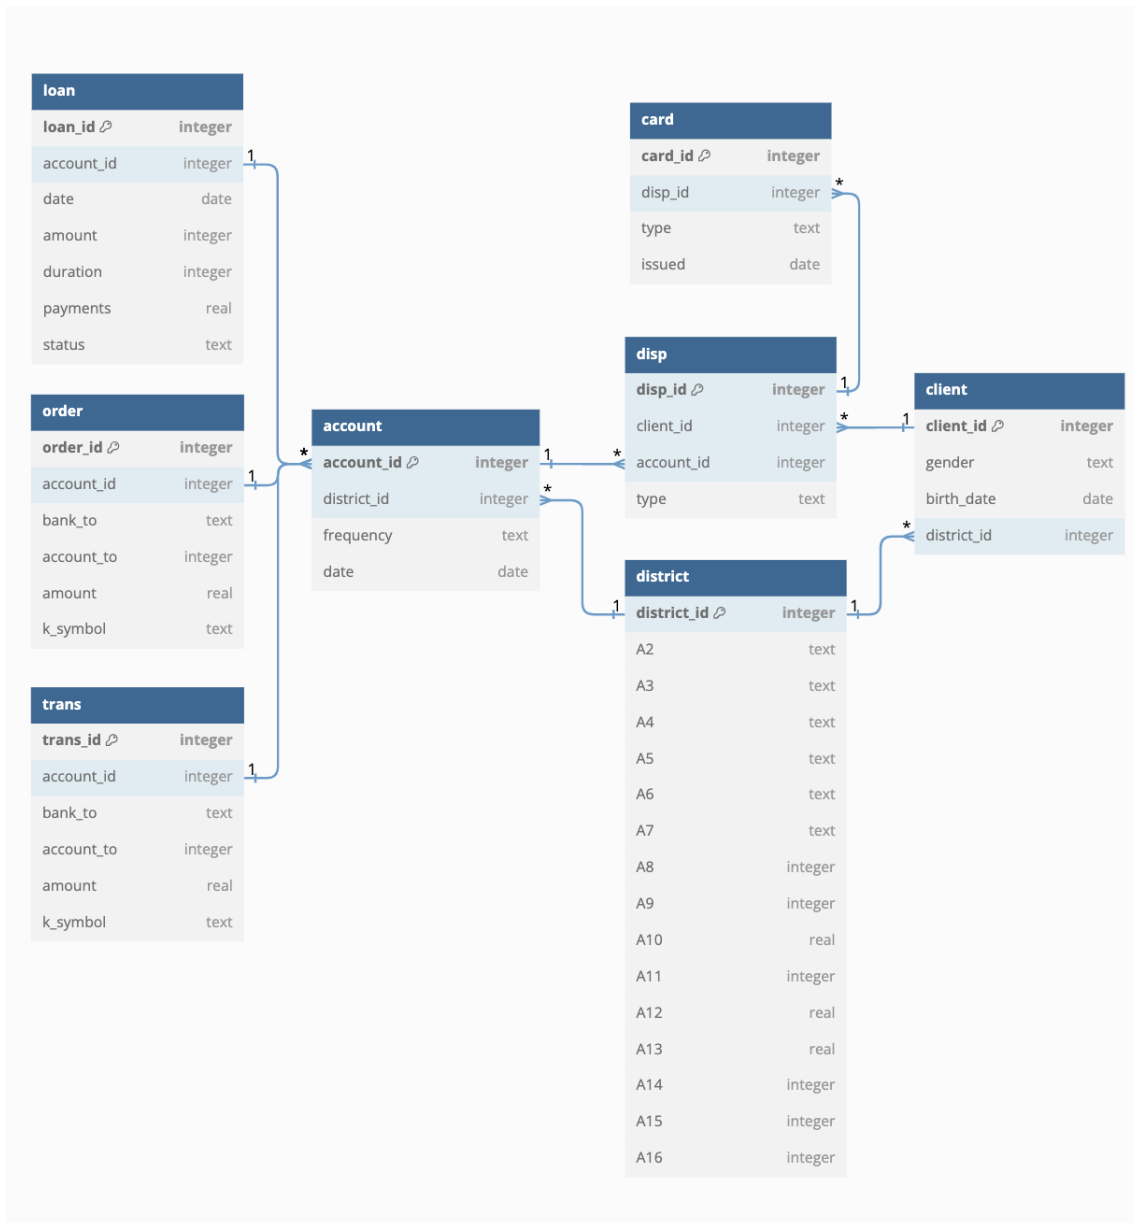 loan
loan_id integer
account_id integer
date date
amount integer
duration integer
payments real
status text
order
order_id integer
account_id integer
bank_to text
account_to integer
amount real
k_symbol text
trans
trans_id integer
account_id integer
bank_to text
account_to integer
amount real
k_symbol text
1
1
1
*
account
account_id integer
district_id integer
frequency text
date date
1
*
*
1
card
card_id integer
disp_id integer
type text
issued date
*
1
disp
disp_id integer
client_id integer
account_id integer
type text
*
1
district
district_id integer
A2 text
A3 text
A4 text
A5 text
A6 text
A7 text
A8 integer
A9 integer
A10 real
A11 integer
A12 real
A13 real
A14 integer
A15 integer
A16 integer
1
*
client
client_id integer
gender text
birth_date date
district_id integer